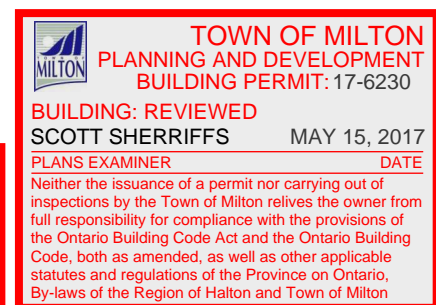 TOWN OF MILTON
TOWN OF
MILTON
PLANNING AND DEVELOPMENT
BUILDING PERMIT: 17-6230
BUILDING: REVIEWED
SCOTT SHERRIFFS MAY 15, 2017
PLANS EXAMINER DATE
Neither the issuance of a permit nor carrying out of
inspections by the Town of Milton relives the owner from
full responsibility for compliance with the provisions of
the Ontario Building Code Act and the Ontario Building
Code, both as amended, as well as other applicable
statutes and regulations of the Province on Ontario,
By-laws of the Region of Halton and Town of Milton